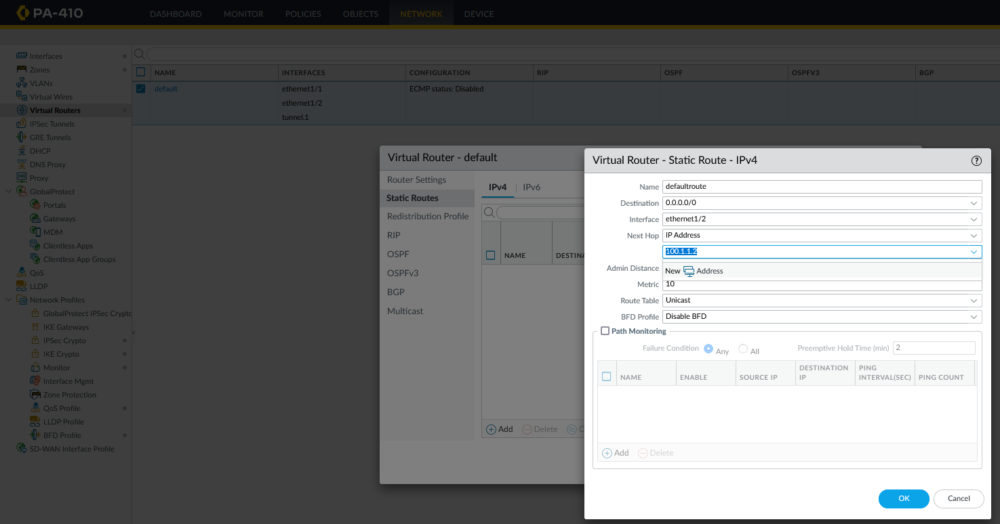 PA-410
DASHBOARD MONITOR POLICIES OBJECTS NETWORK DEVICE
Interfaces
Zones
VLANs
Virtual Wires
Virtual Routers
IPSec Tunnels
GRE Tunnels
DHCP
DNS Proxy
Proxy
GlobalProtect
Portals
Gateways
MDM
Clientless Apps
Clientless App Groups
QoS
LLDP
Network Profiles
GlobalProtect IPSec Crypto
IKE Gateways
IPSec Crypto
IKE Crypto
Monitor
Interface Mgmt
Zone Protection
QoS Profile
LLDP Profile
BFD Profile
SD-WAN Interface Profile
NAME INTERFACES CONFIGURATION RIP OSPF OSPFV3 BGP
default ethernet1/1 ECMP status: Disabled
ethernet1/2
tunnel.1
Virtual Router - default
Router Settings
Static Routes
Redistribution Profile
RIP
OSPF
OSPFv3
BGP
Multicast
IPv4 IPv6
NAME DESTINA
Add Delete C
Virtual Router - Static Route - IPv4
Name defaultroute
Destination 0.0.0.0/0
Interface ethernet1/2
Next Hop IP Address
100.1.1.2
New Address
Admin Distance
Metric 10
Route Table Unicast
BFD Profile Disable BFD
Path Monitoring
Failure Condition Any All Preemptive Hold Time (min) 2
NAME ENABLE SOURCE IP DESTINATION IP PING INTERVAL(SEC) PING COUNT
Add Delete
OK Cancel